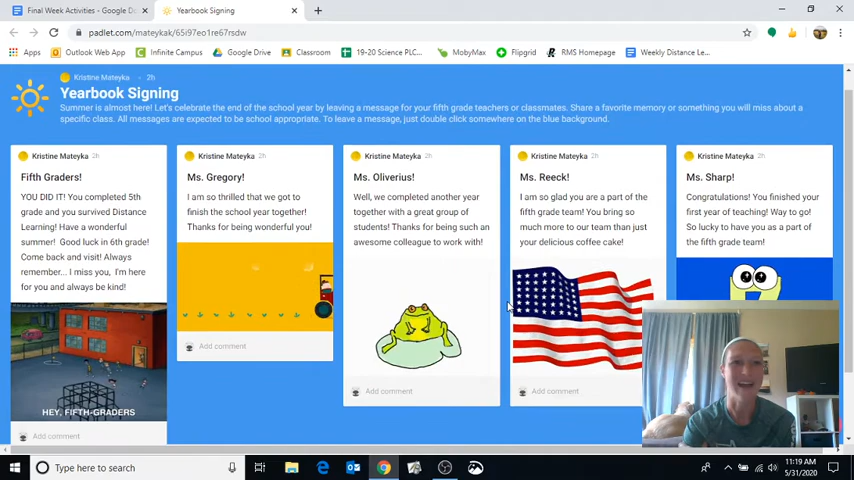 Final Week Activities - Google Do
Yearbook Signing
padlet.com/mateykak/65i97eo1re67rsdw
Apps
Outlook Web App
Infinite Campus
Google Drive
Classroom
19-20 Science PLC...
MobyMax
Flipgrid
RMS Homepage
Weekly Distance Le...
Kristine Mateyka · 2h
Yearbook Signing
Summer is almost here! Let's celebrate the end of the school year by leaving a message for your fifth grade teachers or classmates. Share a favorite memory or something you will miss about a
specific class. All messages are expected to be school appropriate. To leave a message, just double click somewhere on the blue background.
Kristine Mateyka 2h
Fifth Graders!
YOU DID IT! You completed 5th
grade and you survived Distance
Learning! Have a wonderful
summer! Good luck in 6th grade!
Come back and visit! Always
remember... I miss you, I'm here
for you and always be kind!
HEY, FIFTH-GRADERS
Add comment
Kristine Mateyka 2h
Ms. Gregory!
I am so thrilled that we got to
finish the school year together!
Thanks for being wonderful you!
Add comment
Kristine Mateyka 2h
Ms. Oliverius!
Well, we completed another year
together with a great group of
students! Thanks for being such an
awesome colleague to work with!
Add comment
Kristine Mateyka 2h
Ms. Reeck!
I am so glad you are a part of the
fifth grade team! You bring so
much more to our team than just
your delicious coffee cake!
Add comment
Kristine Mateyka 2h
Ms. Sharp!
Congratulations! You finished your
first year of teaching! Way to go!
So lucky to have you as a part of
the fifth grade team!
Type here to search
11:19 AM
5/31/2020